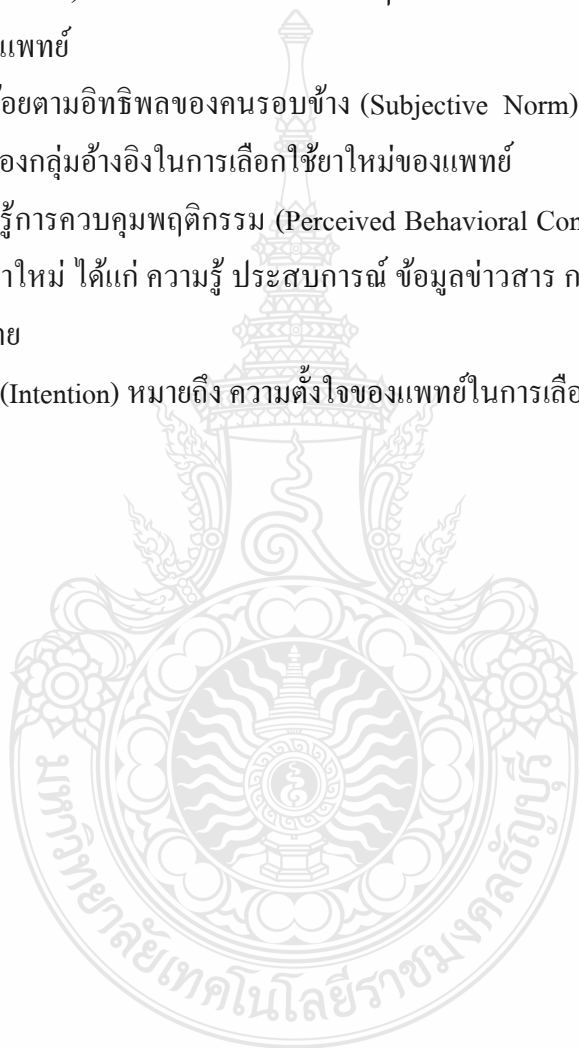 แพทย์
้อยตามอิทธิพลของคนรอบข้าง (Subjective Norm)
องกลุ่มอ้างอิงในการเลือกใช้ยาใหม่ของแพทย์
รู้การควบคุมพฤติกรรม (Perceived Behavioral Con
าใหม่ ได้แก่ ความรู้ ประสบการณ์ ข้อมูลข่าวสาร ก
าย
(Intention) หมายถึง ความตั้งใจของแพทย์ในการเลือ
มหาวิทยาลัยเทคโนโลยีราชมงคลธัญบุรี